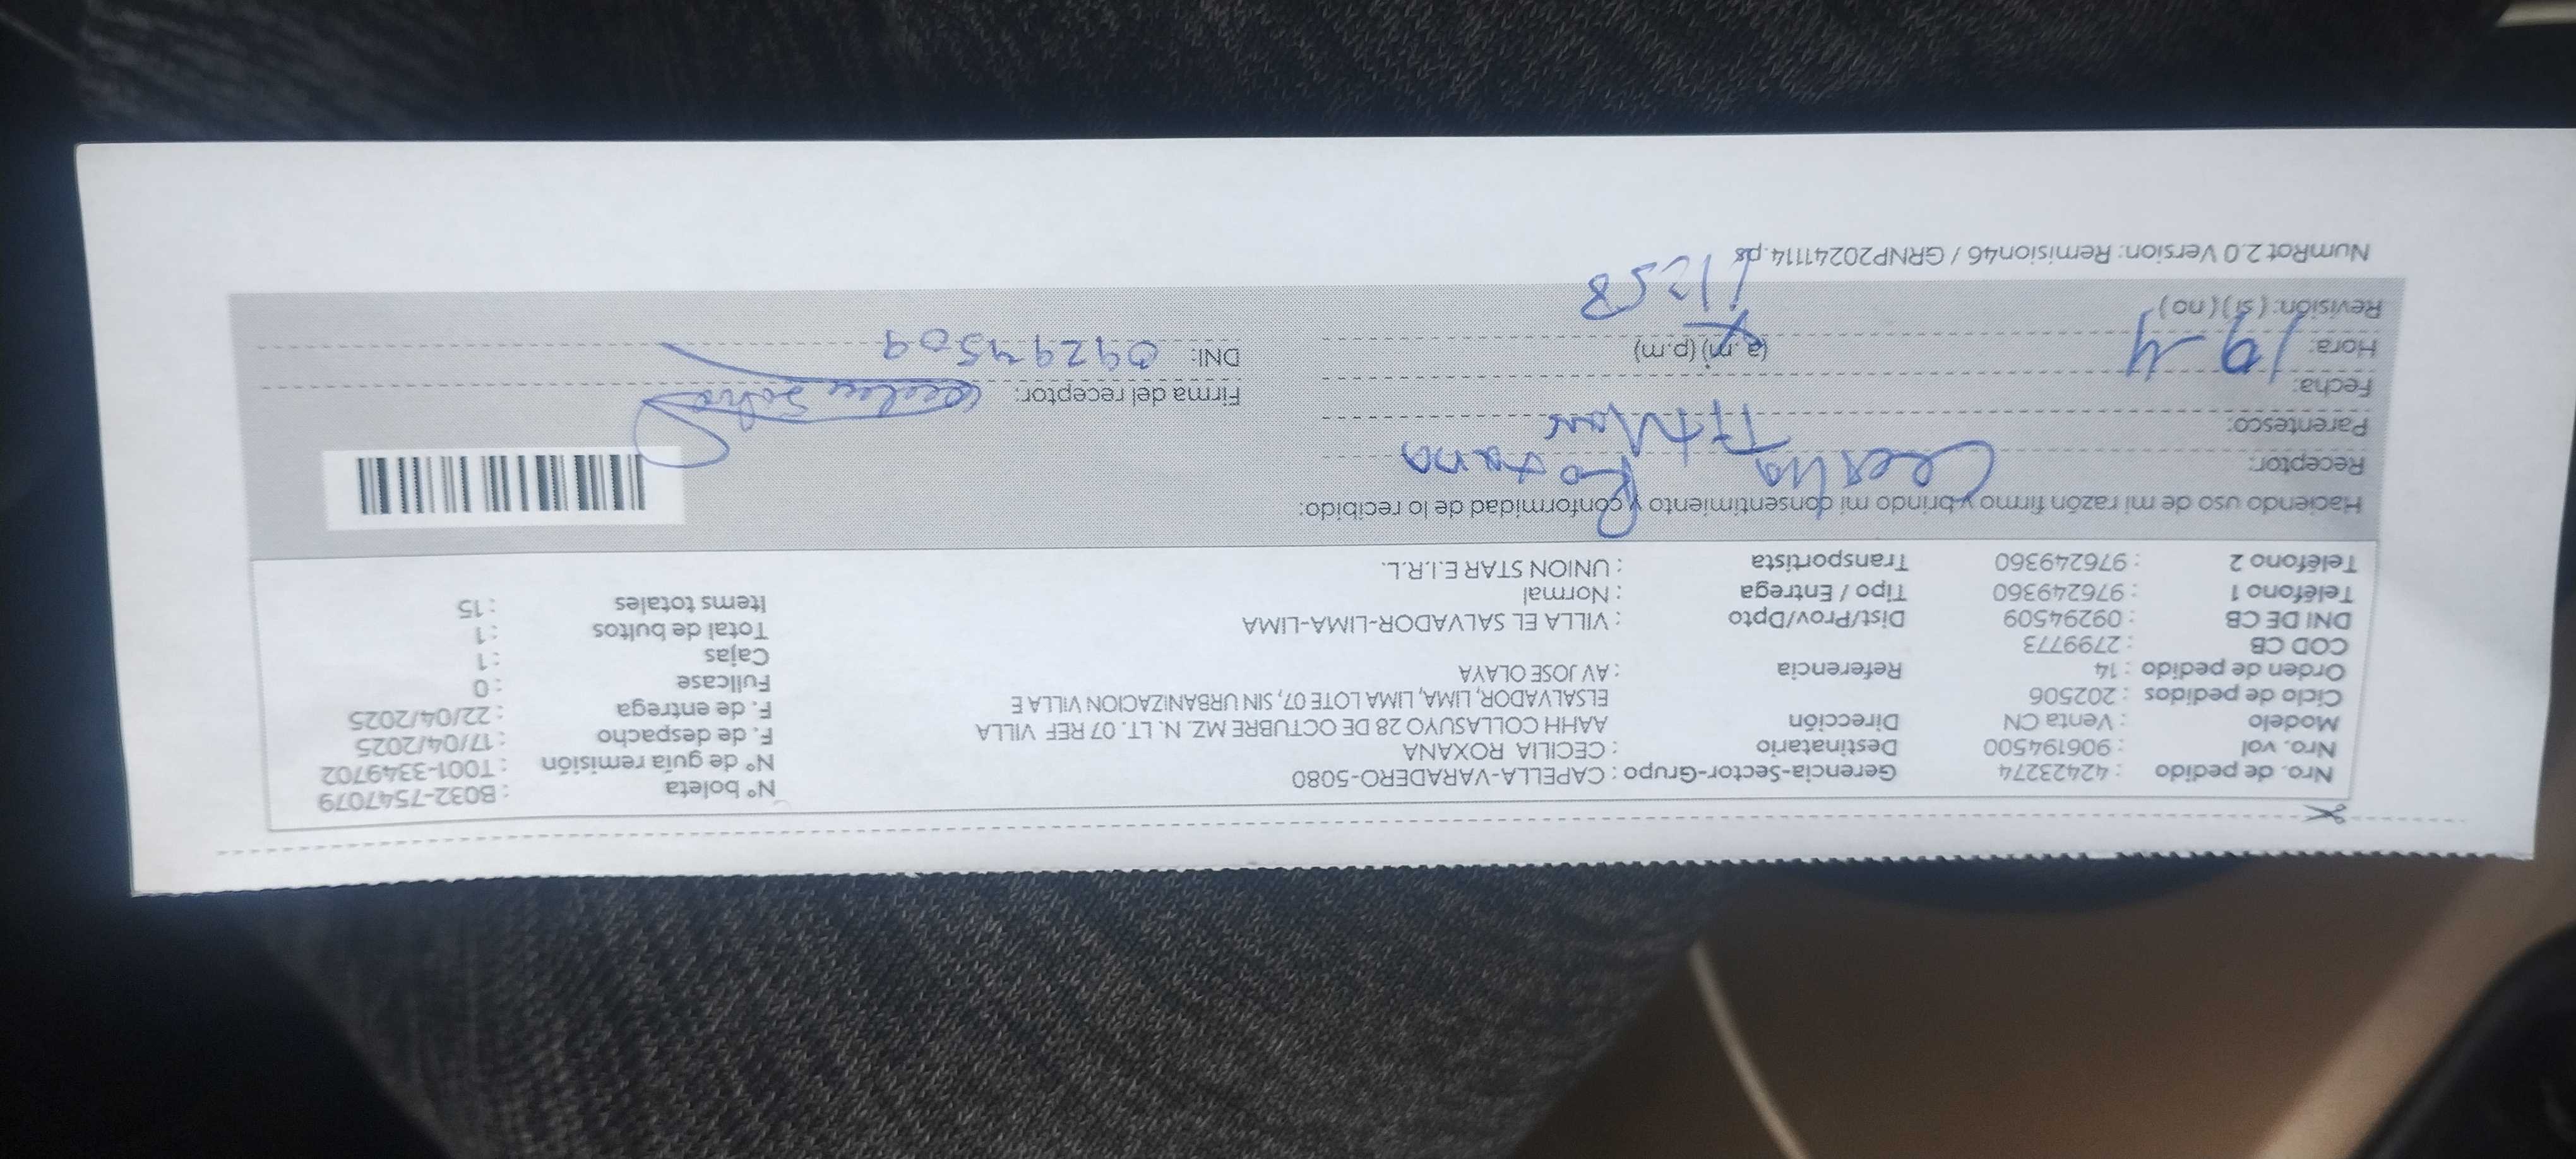 Nro. de pedido : 42423274 Gerencia-Sector-Grupo : CAPELLA-VARADERO-5080 N° boleta : B032-7547079
Nro. vol : 906194500 Destinatario : CECILIA ROXANA N° de guía remisión : T001-3349702
Modelo : Venta CN Dirección AAHH COLLASUYO 28 DE OCTUBRE MZ. N. LT. 07 REF VILLA F. de despacho : 17/04/2025
Ciclo de pedidos : 202506 ELSALVADOR, LIMA, LIMA LOTE 07, SIN URBANIZACION VILLA E F. de entrega : 22/04/2025
Orden de pedido : 14 Referencia : AV JOSE OLAYA Fullcase : 0
COD CB : 2799773 Cajas : 1
DNI DE CB : 09294509 Dist/Prov/Dpto : VILLA EL SALVADOR-LIMA-LIMA Total de bultos : 1
Teléfono 1 : 976249360 Tipo / Entrega : Normal Items totales : 15
Teléfono 2 : 976249360 Transportista : UNION STAR E.I.R.L.
Haciendo uso de mi razón firmo y brindo mi consentimiento y conformidad de lo recibido:
Receptor: Cecilia Roxana
Parentesco: Titular
Fecha: 19-4 Firma del receptor:
Hora: (a.m) (p.m) DNI: 09294509
Revisión: ( si ) ( no )
NumRot 2.0 Version: Remision46 / GRNP20241114.ps